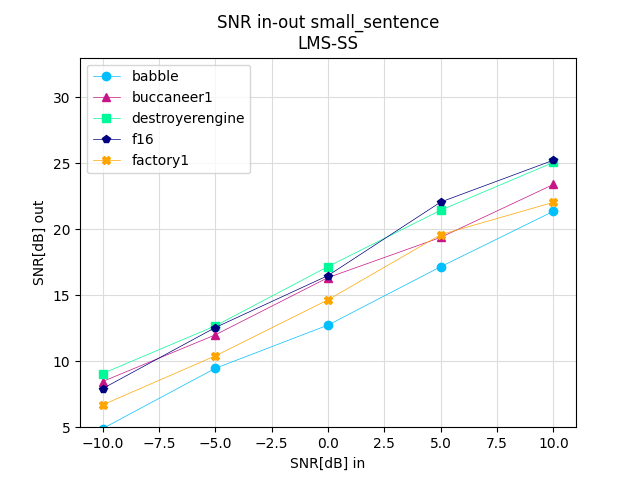 SNR in-out small_sentence
LMS-SS
babble
buccaneer1
destroyerengine
f16
factory1
SNR[dB] out
30
25
20
15
10
5
−10.0 −7.5 −5.0 −2.5 0.0 2.5 5.0 7.5 10.0
SNR[dB] in